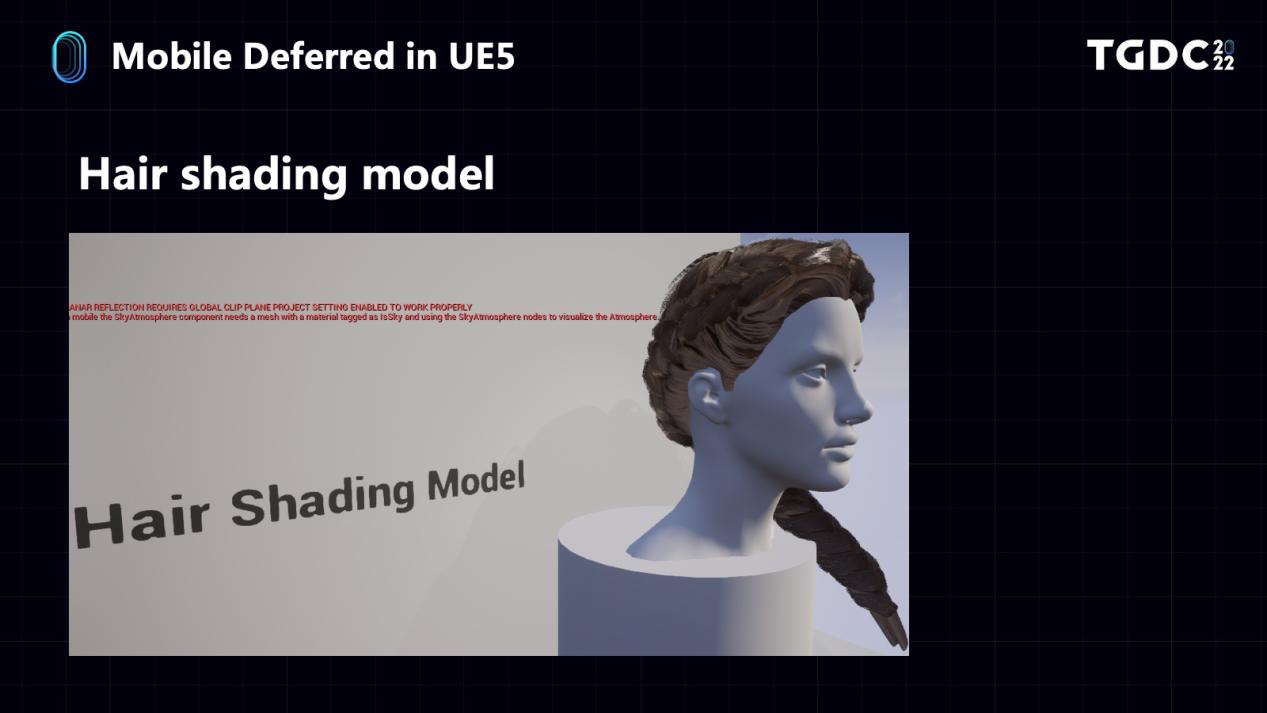 Mobile Deferred in UE5
TGDC 2022
Hair shading model
ANAR REFLECTION REQUIRES GLOBAL CLIP PLANE PROJECT SETTING ENABLED TO WORK PROPERLY
mobile the SkyAtmosphere component needs a mesh with a material tagged as IsSky and using the SkyAtmosphere nodes to visualize the Atmosphere.
Hair Shading Model